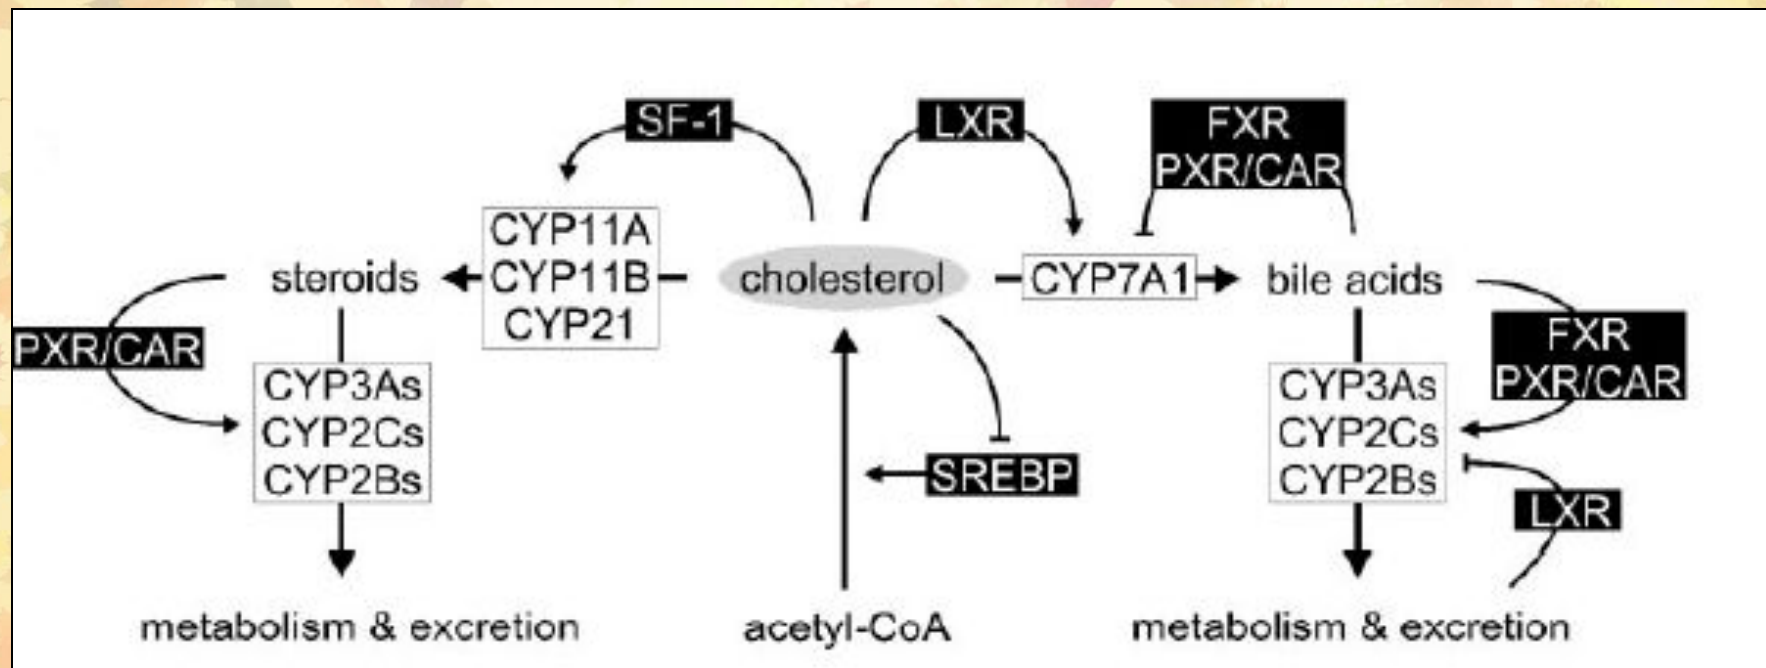 SF-1
LXR
FXR
PXR/CAR
CYP11A
CYP11B
CYP21
steroids
cholesterol
CYP7A1
bile acids
PXR/CAR
FXR
PXR/CAR
CYP3As
CYP2Cs
CYP2Bs
SREBP
CYP3As
CYP2Cs
CYP2Bs
LXR
metabolism & excretion
acetyl-CoA
metabolism & excretion